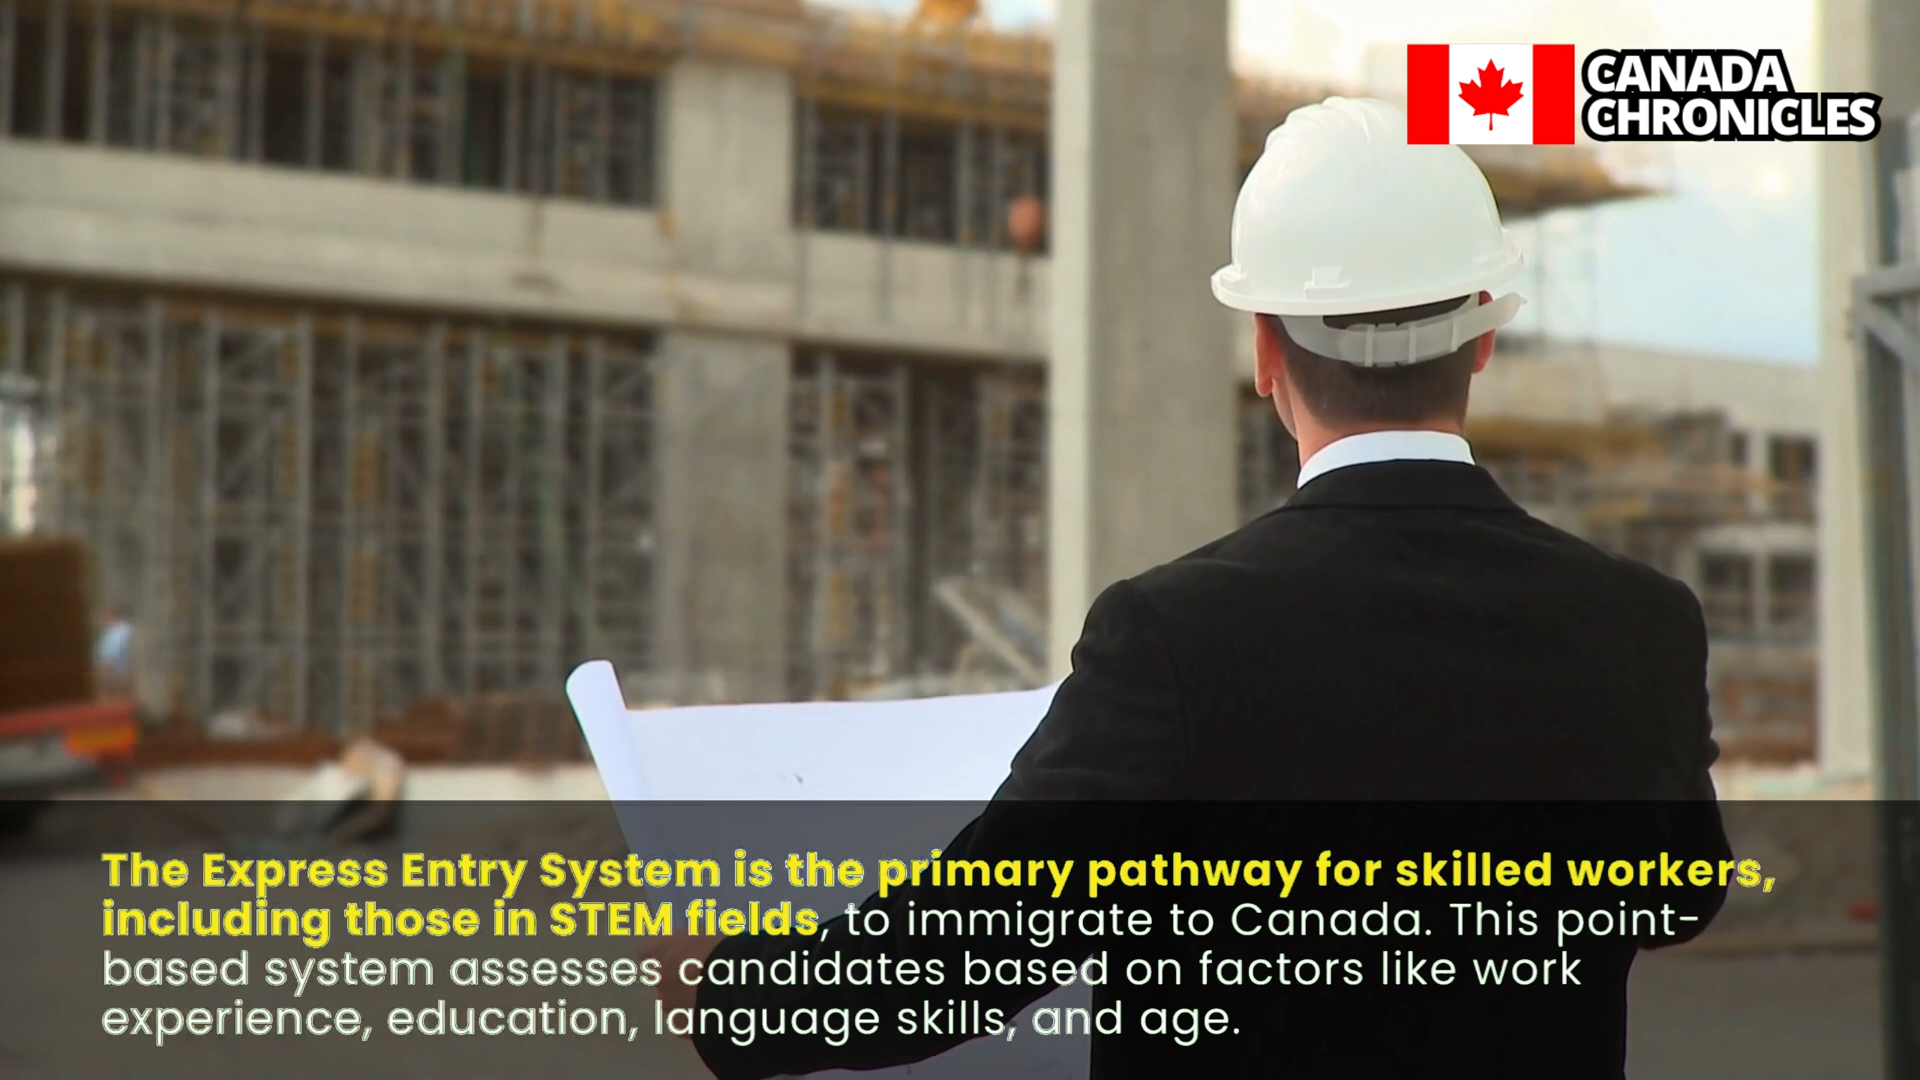 CANADA
CHRONICLES
The Express Entry System is the primary pathway for skilled workers,
including those in STEM fields, to immigrate to Canada. This point-
based system assesses candidates based on factors like work
experience, education, language skills, and age.